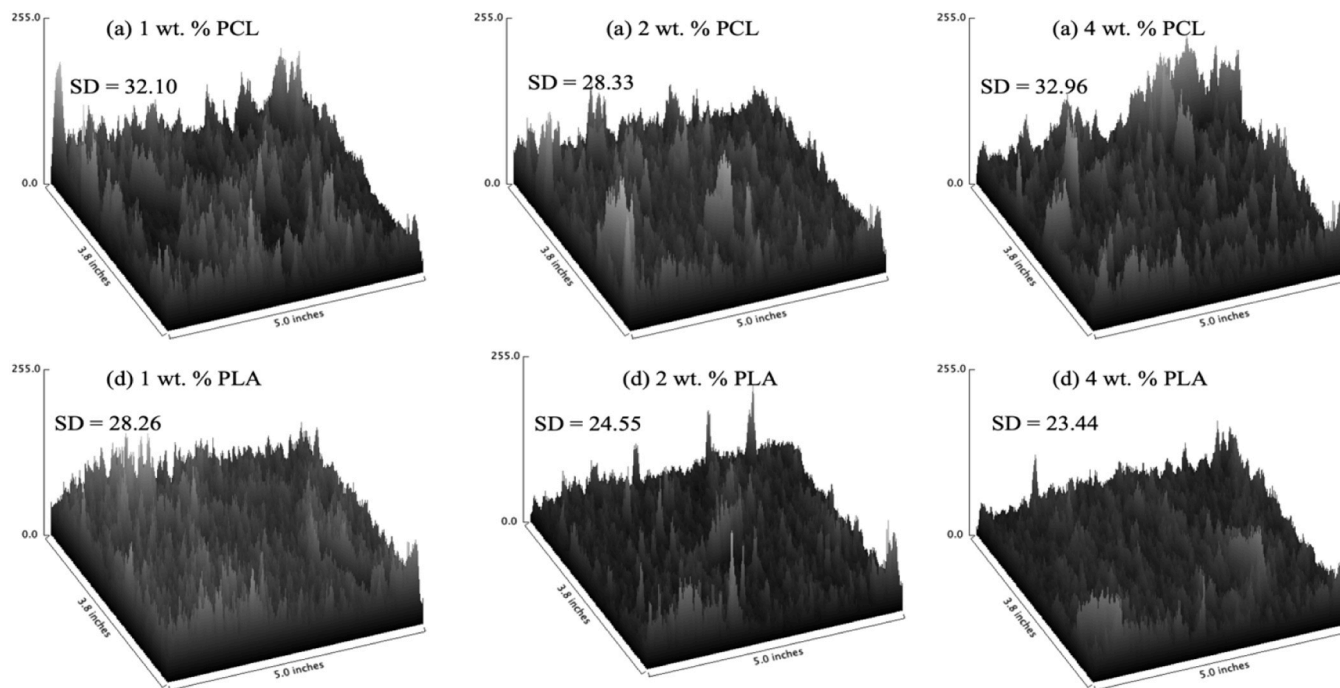 255.0
(a) 1 wt. % PCL
SD = 32.10
0.0
3.8 inches
5.0 inches
255.0
(a) 2 wt. % PCL
SD = 28.33
0.0
3.8 inches
5.0 inches
255.0
(a) 4 wt. % PCL
SD = 32.96
0.0
3.8 inches
5.0 inches
255.0
(d) 1 wt. % PLA
SD = 28.26
0.0
3.8 inches
5.0 inches
255.0
(d) 2 wt. % PLA
SD = 24.55
0.0
3.8 inches
5.0 inches
255.0
(d) 4 wt. % PLA
SD = 23.44
0.0
3.8 inches
5.0 inches